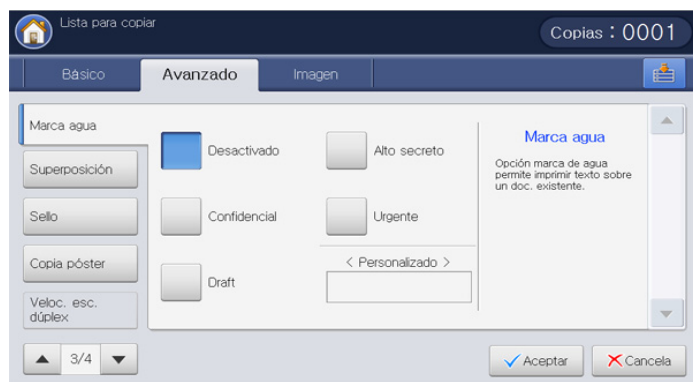 Lista para copiar
Copias : 0001
Básico
Avanzado
Imagen
Marca agua
Superposición
Sello
Copia póster
Veloc. esc.
dúplex
3/4
Desactivado
Alto secreto
Confidencial
Urgente
Draft
< Personalizado >
Marca agua
Opción marca de agua
permite imprimir texto sobre
un doc. existente.
Aceptar
Cancela